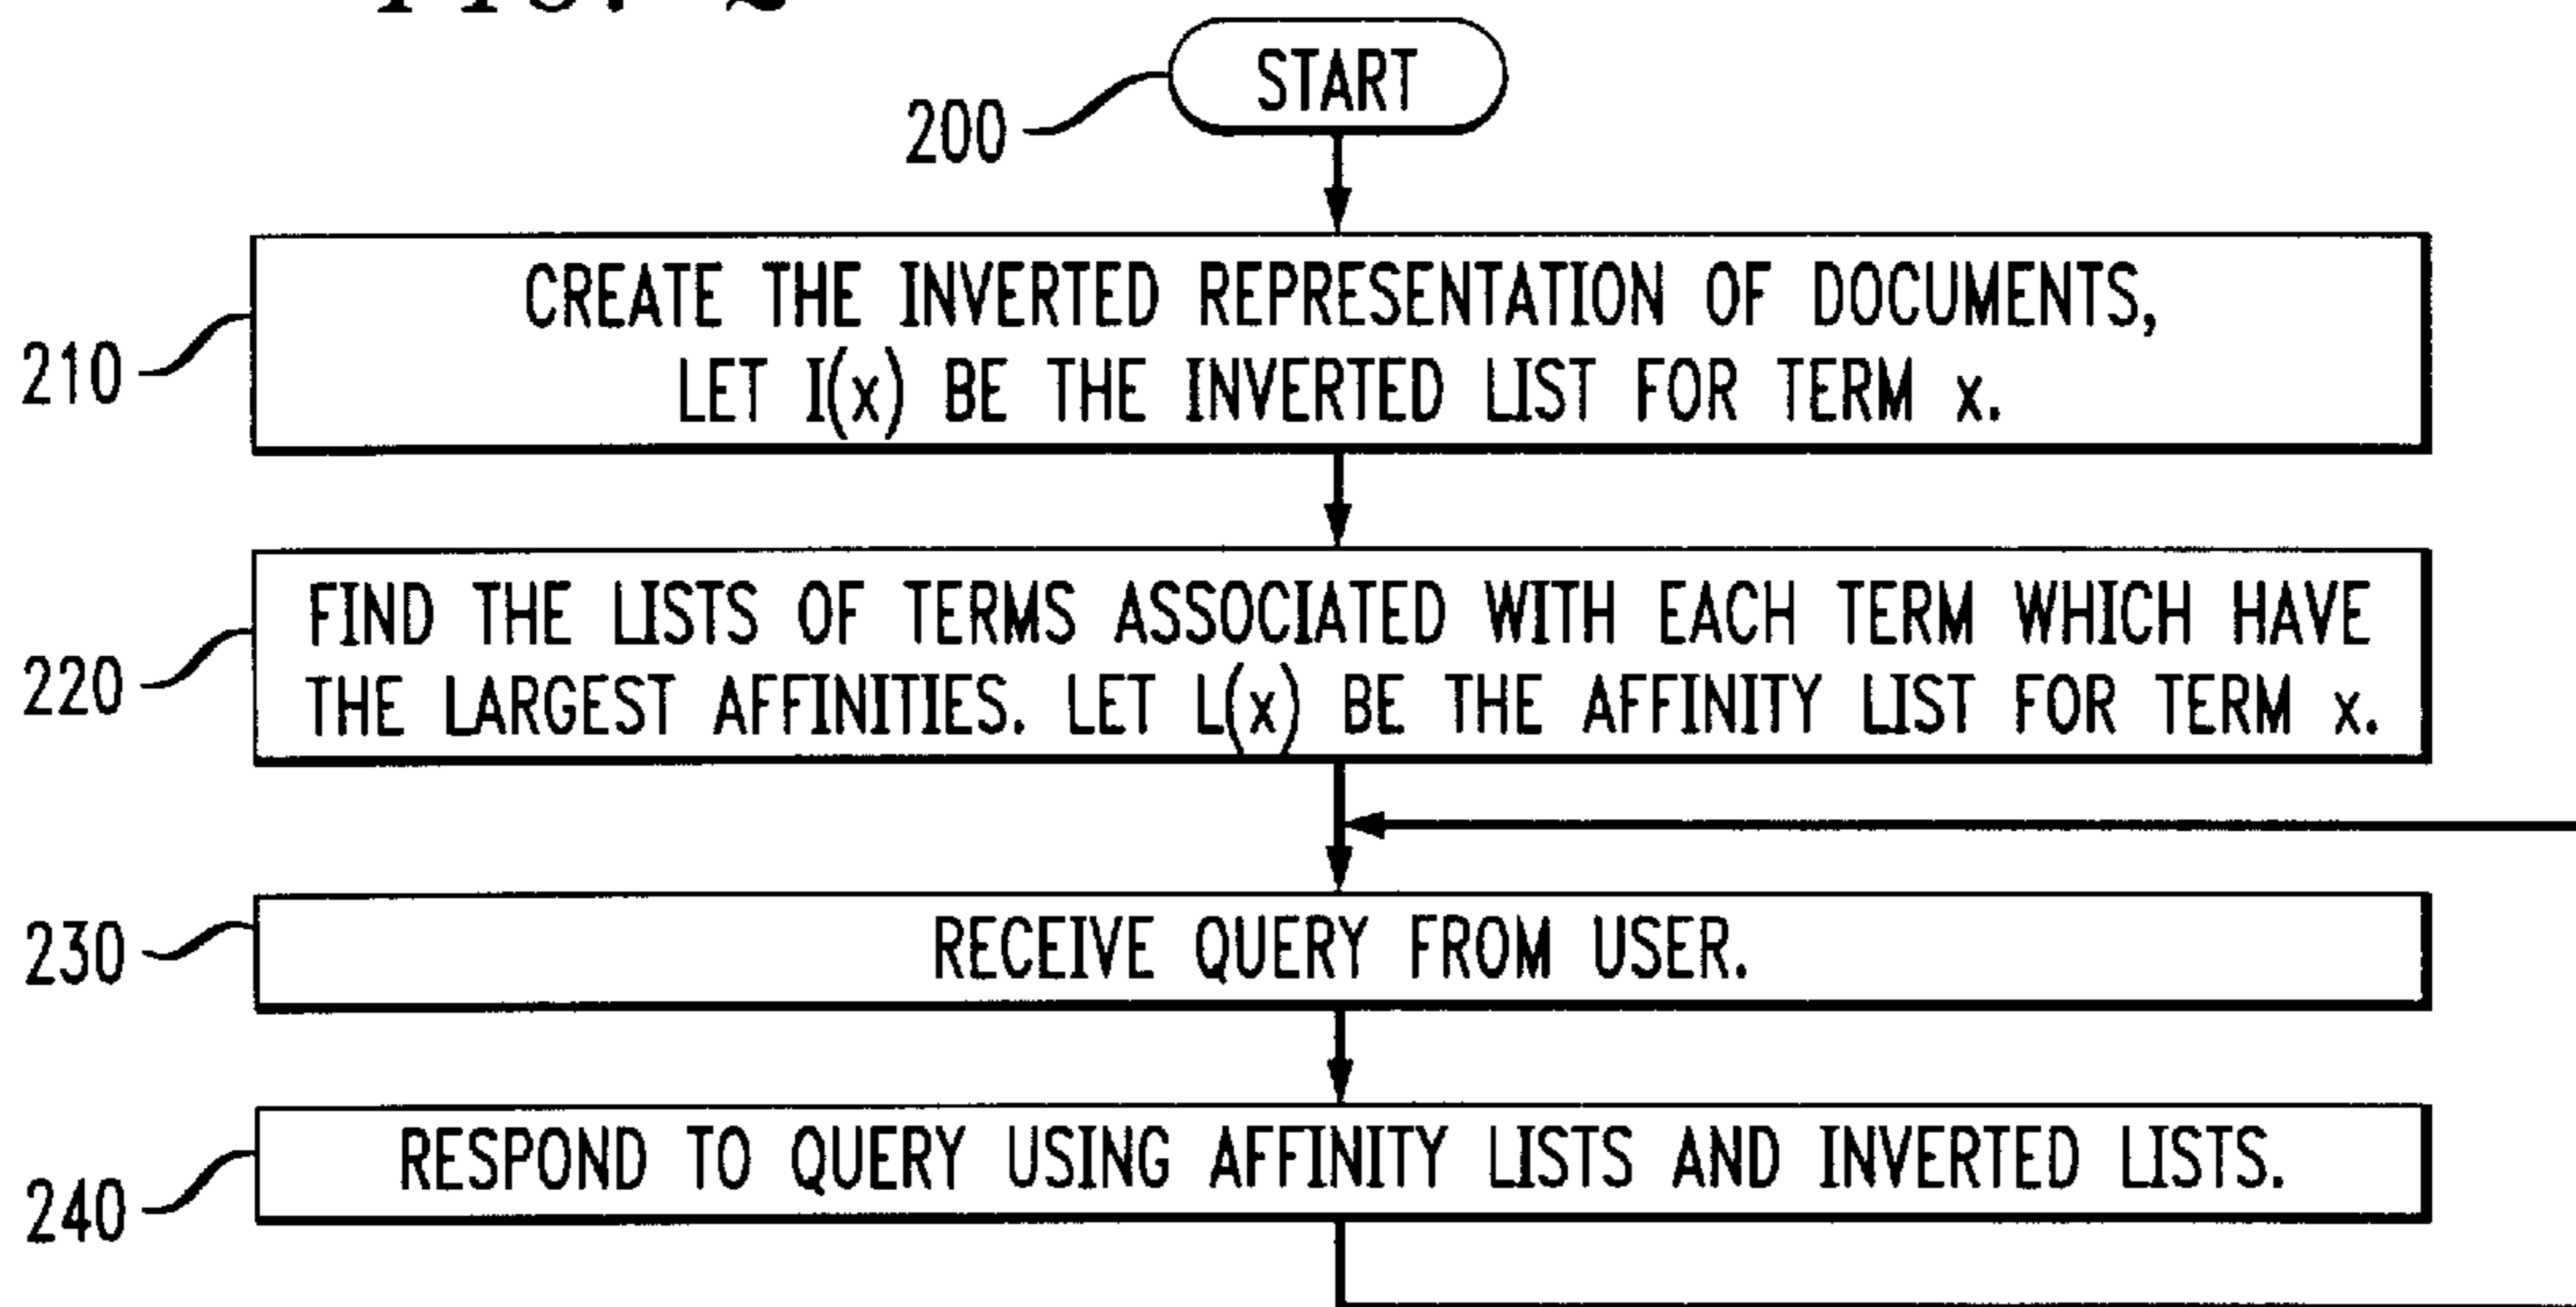 FIG. 2
START
200
CREATE THE INVERTED REPRESENTATION OF DOCUMENTS,
LET I(x) BE THE INVERTED LIST FOR TERM x.
210
FIND THE LISTS OF TERMS ASSOCIATED WITH EACH TERM WHICH HAVE
THE LARGEST AFFINITIES. LET L(x) BE THE AFFINITY LIST FOR TERM x.
220
RECEIVE QUERY FROM USER.
230
RESPOND TO QUERY USING AFFINITY LISTS AND INVERTED LISTS.
240